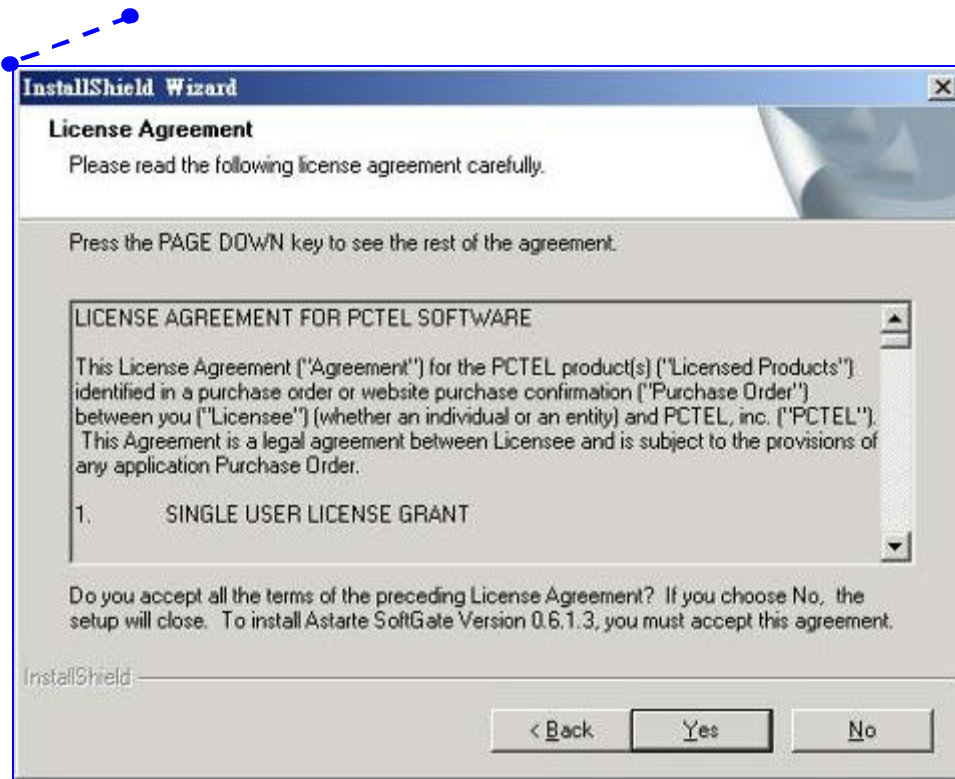 InstallShield Wizard
License Agreement
Please read the following license agreement carefully.
Press the PAGE DOWN key to see the rest of the agreement.
LICENSE AGREEMENT FOR PCTEL SOFTWARE
This License Agreement ("Agreement") for the PCTEL product(s) ("Licensed Products")
identified in a purchase order or website purchase confirmation ("Purchase Order")
between you ("Licensee") (whether an individual or an entity) and PCTEL, inc. ("PCTEL").
This Agreement is a legal agreement between Licensee and is subject to the provisions of
any application Purchase Order.
1. SINGLE USER LICENSE GRANT
Do you accept all the terms of the preceding License Agreement? If you choose No, the
setup will close. To install Astarte SoftGate Version 0.6.1.3, you must accept this agreement.
InstallShield
< Back Yes No